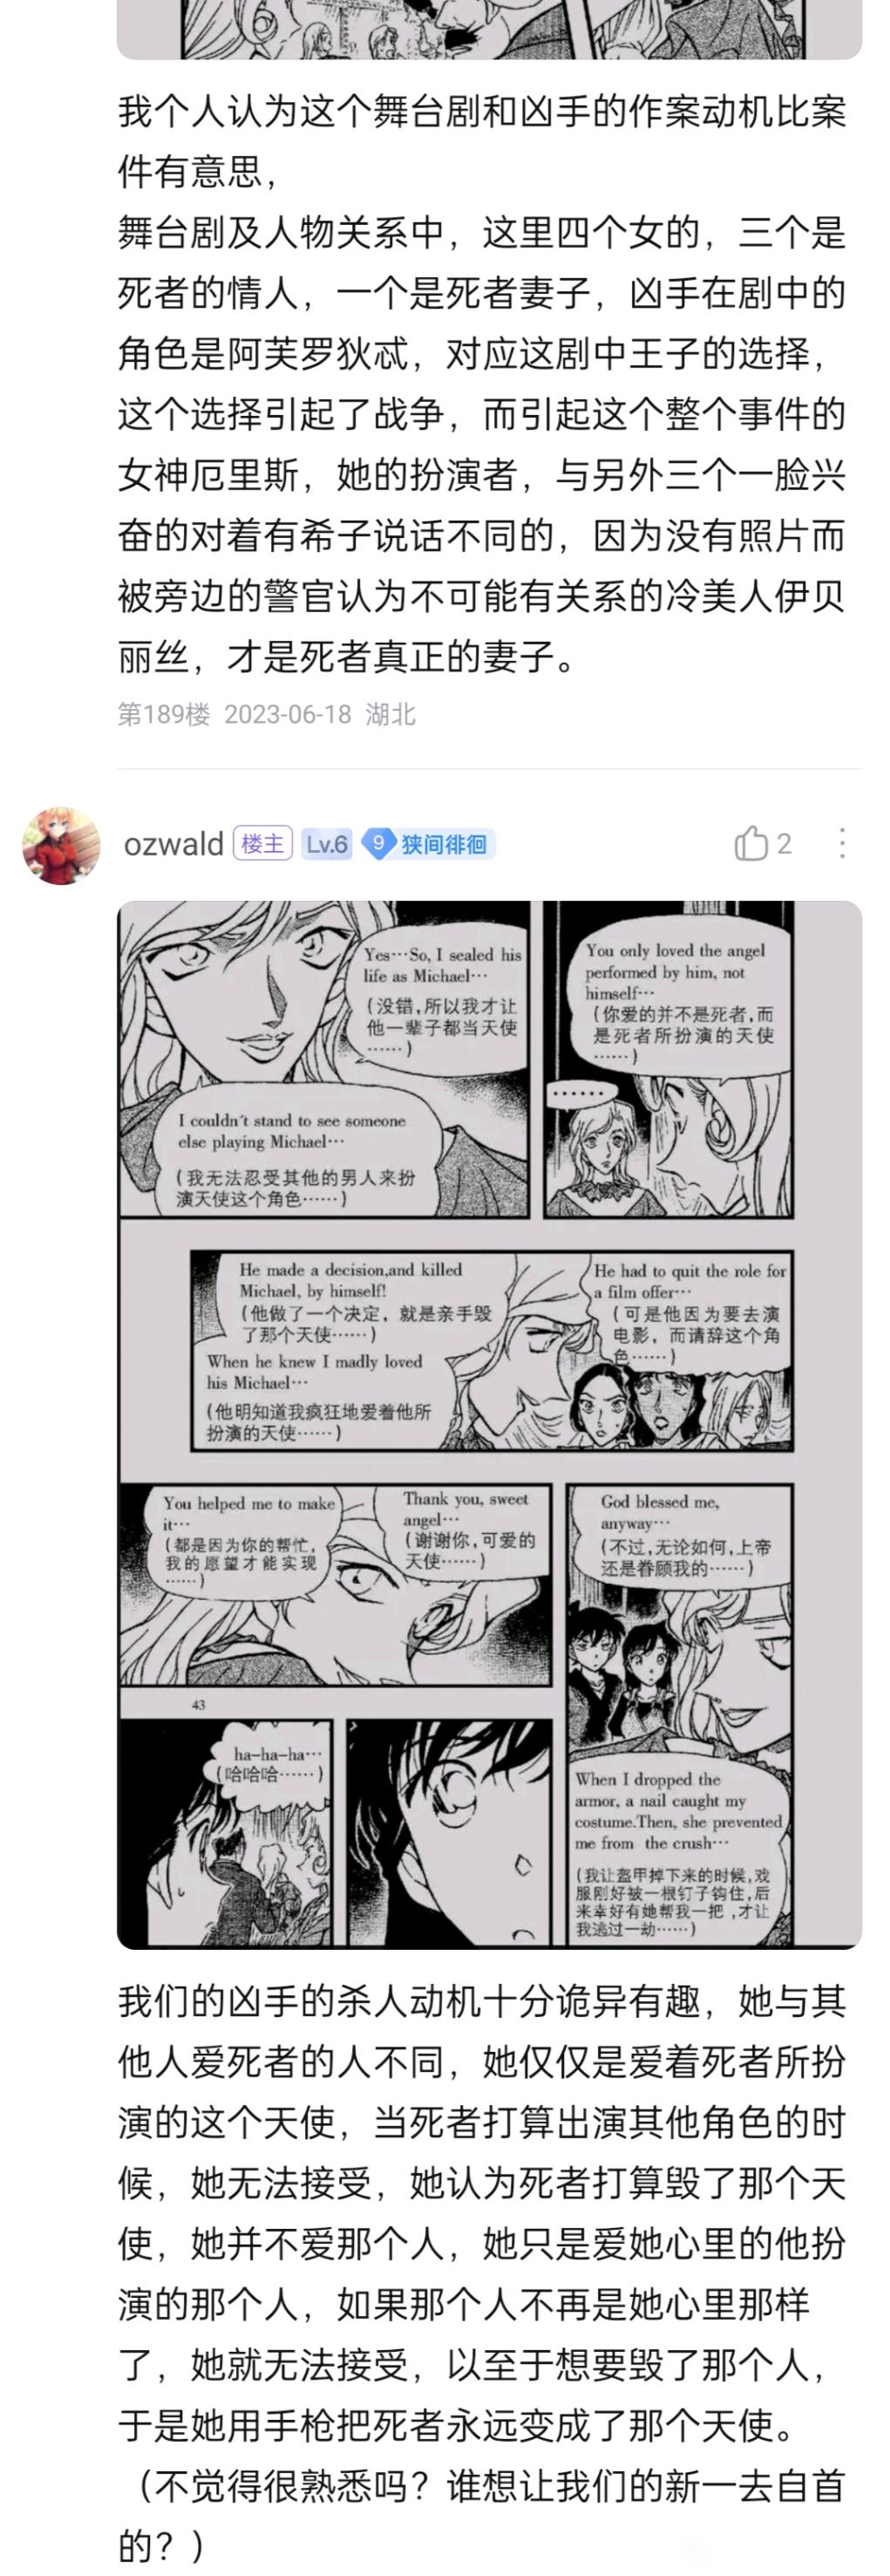 我个人认为这个舞台剧和凶手的作案动机比案
件有意思，
舞台剧及人物关系中，这里四个女的，三个是
死者的情人，一个是死者妻子，凶手在剧中的
角色是阿芙罗狄忒，对应这剧中王子的选择，
这个选择引起了战争，而引起这个整个事件的
女神厄里斯，她的扮演者，与另外三个一脸兴
奋的对着有希子说话不同的，因为没有照片而
被旁边的警官认为不可能有关系的冷美人伊贝
丽丝，才是死者真正的妻子。
第189楼 2023-06-18 湖北
ozwald 楼主 Lv.6 9 狭间徘徊 2
Yes…So, I sealed his
life as Michael…
(没错,所以我才让
他一辈子都当天使
……)
I couldn't stand to see someone
else playing Michael…
(我无法忍受其他的男人来扮
演天使这个角色……)
You only loved the angel
performed by him, not
himself…
(你爱的并不是死者,而
是死者所扮演的天使
……)
……
He made a decision,and killed
Michael, by himself!
(他做了一个决定，就是亲手毁
了那个天使……)
When he knew I madly loved
his Michael…
(他明知道我疯狂地爱着他所
扮演的天使……)
He had to quit the role for
a film offer…
(可是他因为要去演
电影，而请辞这个角
色……)
You helped me to make
it…
(都是因为你的帮忙,
我的愿望才能实现
……)
Thank you, sweet
angel…
(谢谢你,可爱的
天使……)
God blessed me,
anyway…
(不过,无论如何,上帝
还是眷顾我的……)
43
ha-ha-ha…
(哈哈哈……)
When I dropped the
armor, a nail caught my
costume.Then, she prevented
me from the crush…
(我让盔甲掉下来的时候,戏
服刚好被一根钉子钩住,后
来幸好有她帮我一把,才让
我逃过一劫……)
我们的凶手的杀人动机十分诡异有趣，她与其
他人爱死者的人不同，她仅仅是爱着死者所扮
演的这个天使，当死者打算出演其他角色的时
候，她无法接受，她认为死者打算毁了那个天
使，她并不爱那个人，她只是爱她心里的他扮
演的那个人，如果那个人不再是她心里那样
了，她就无法接受，以至于想要毁了那个人，
于是她用手枪把死者永远变成了那个天使。
（不觉得很熟悉吗？谁想让我们的新一去自首
的？）